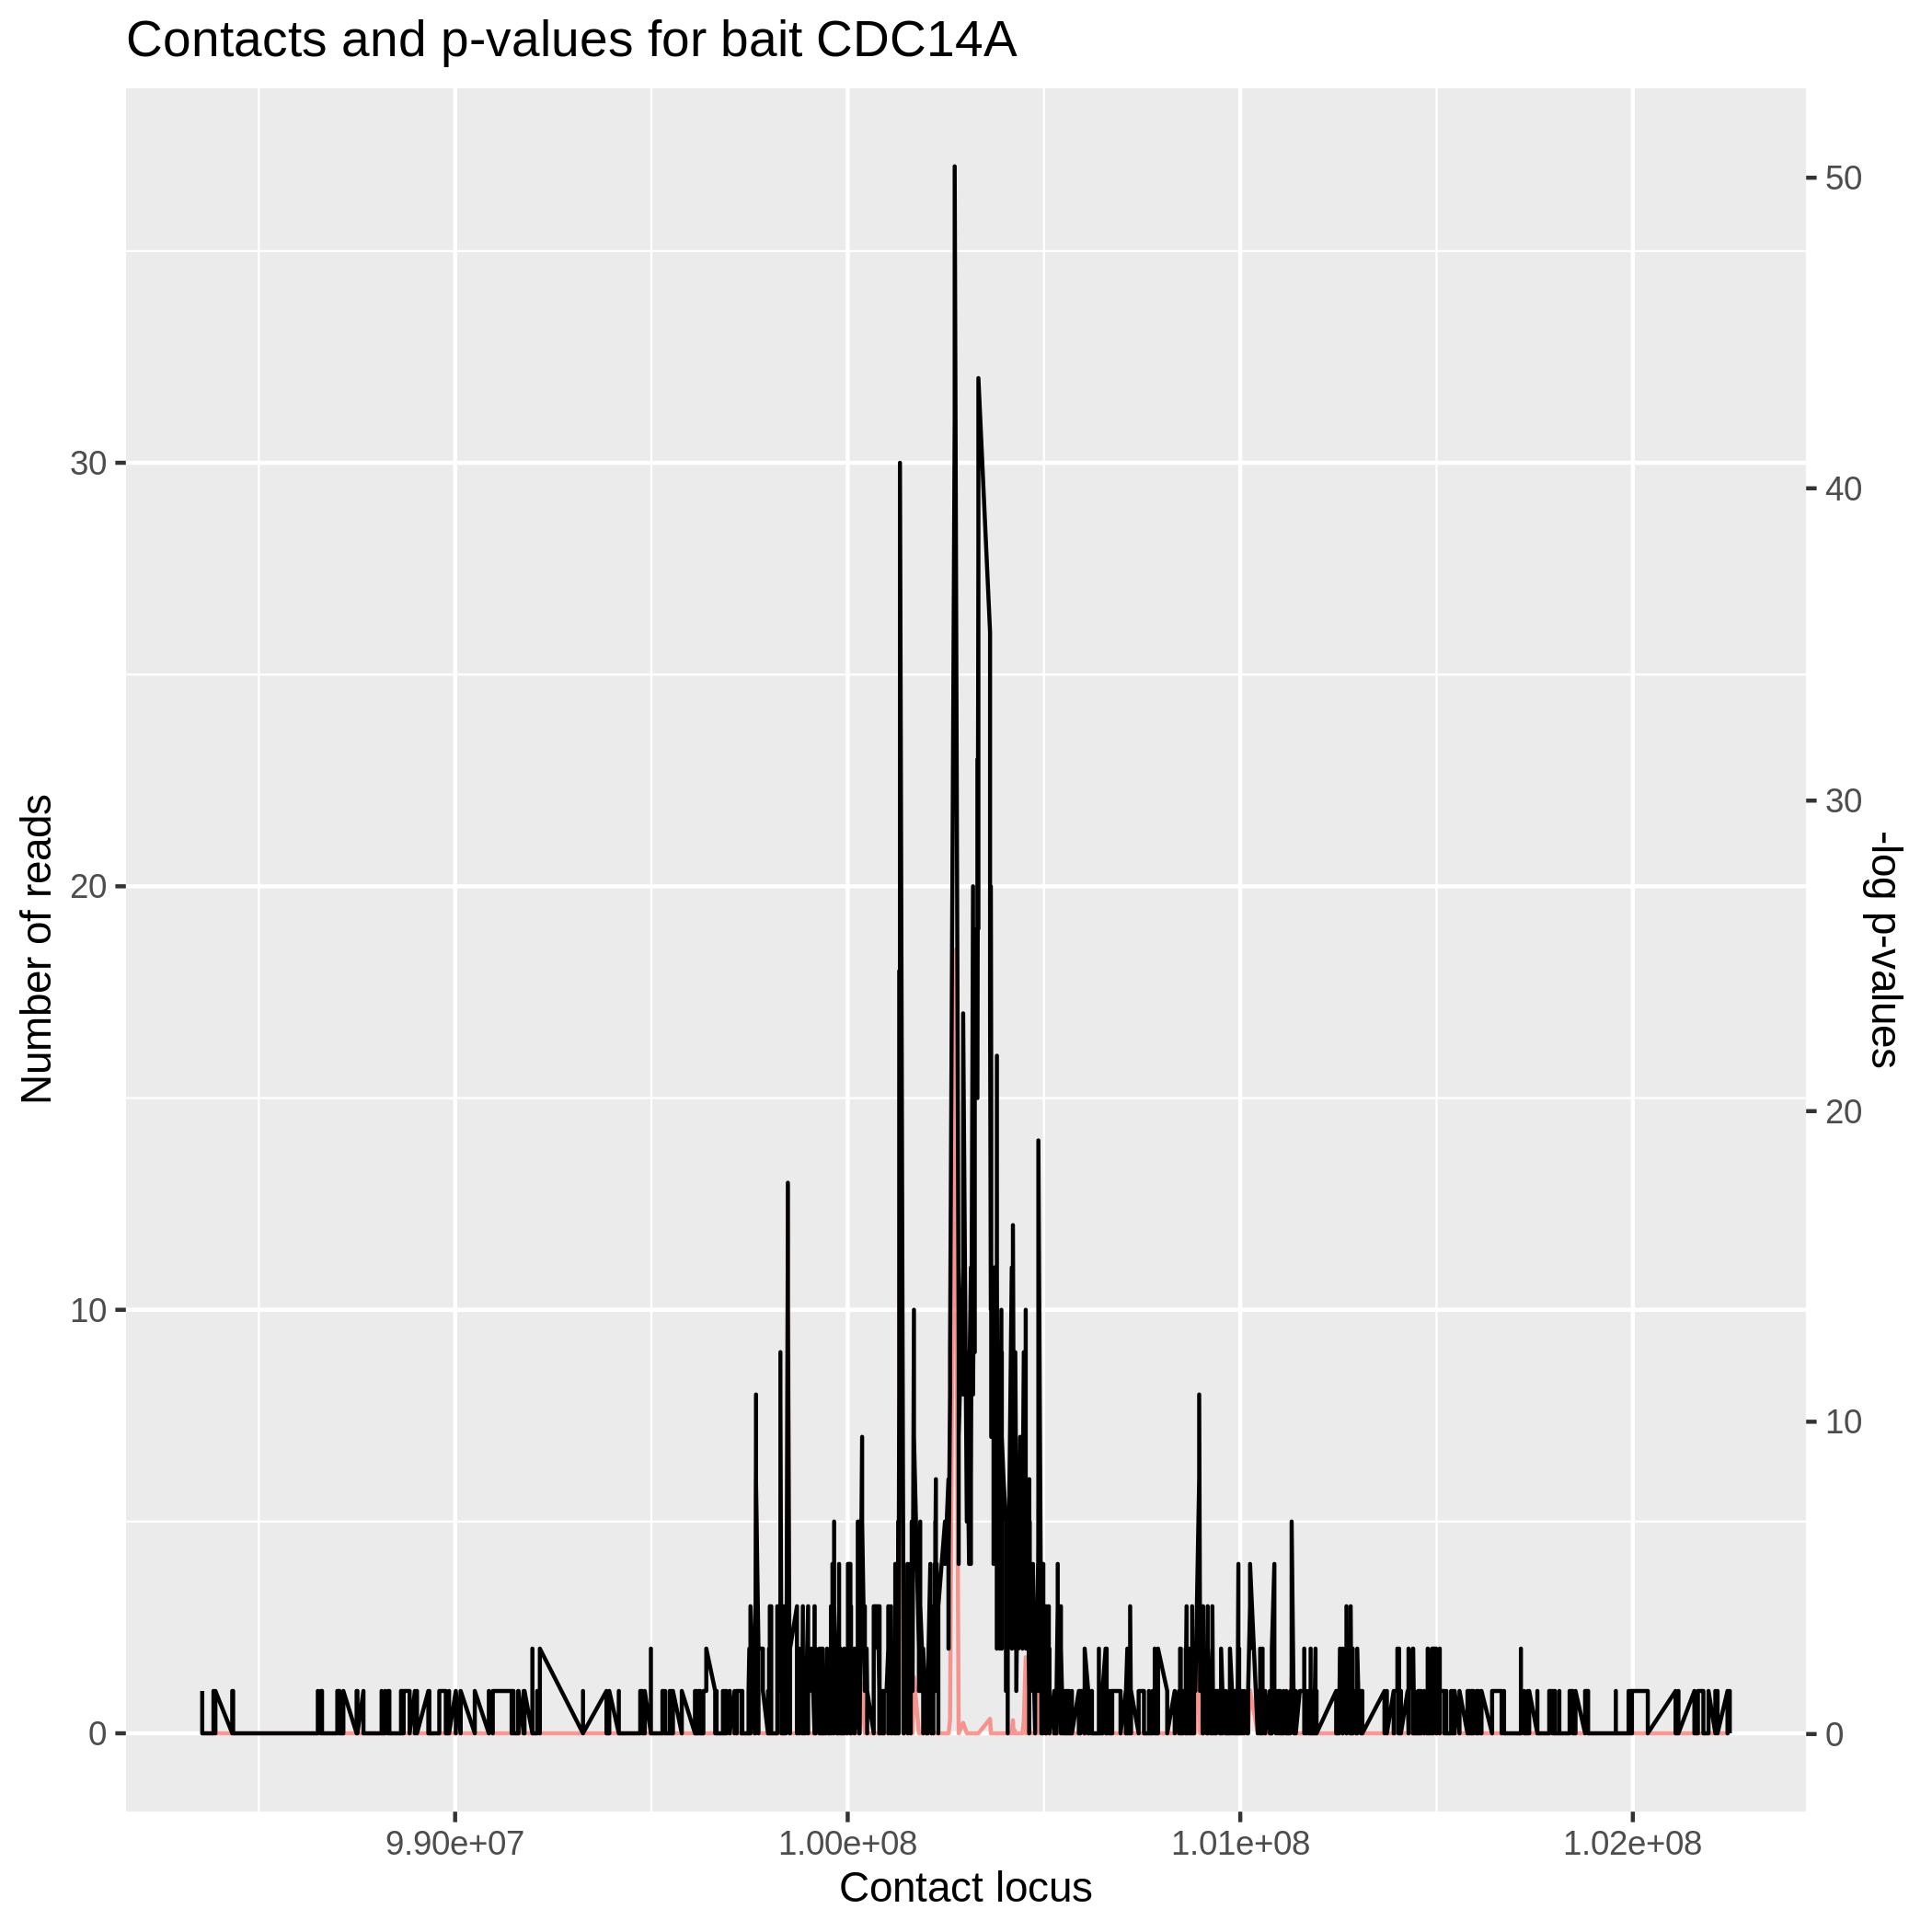 Contacts and p-values for bait CDC14A
50
40
30
20
10
0
30
20
10
0
Number of reads
-log p-values
9.90e+07
1.00e+08
1.01e+08
1.02e+08
Contact locus